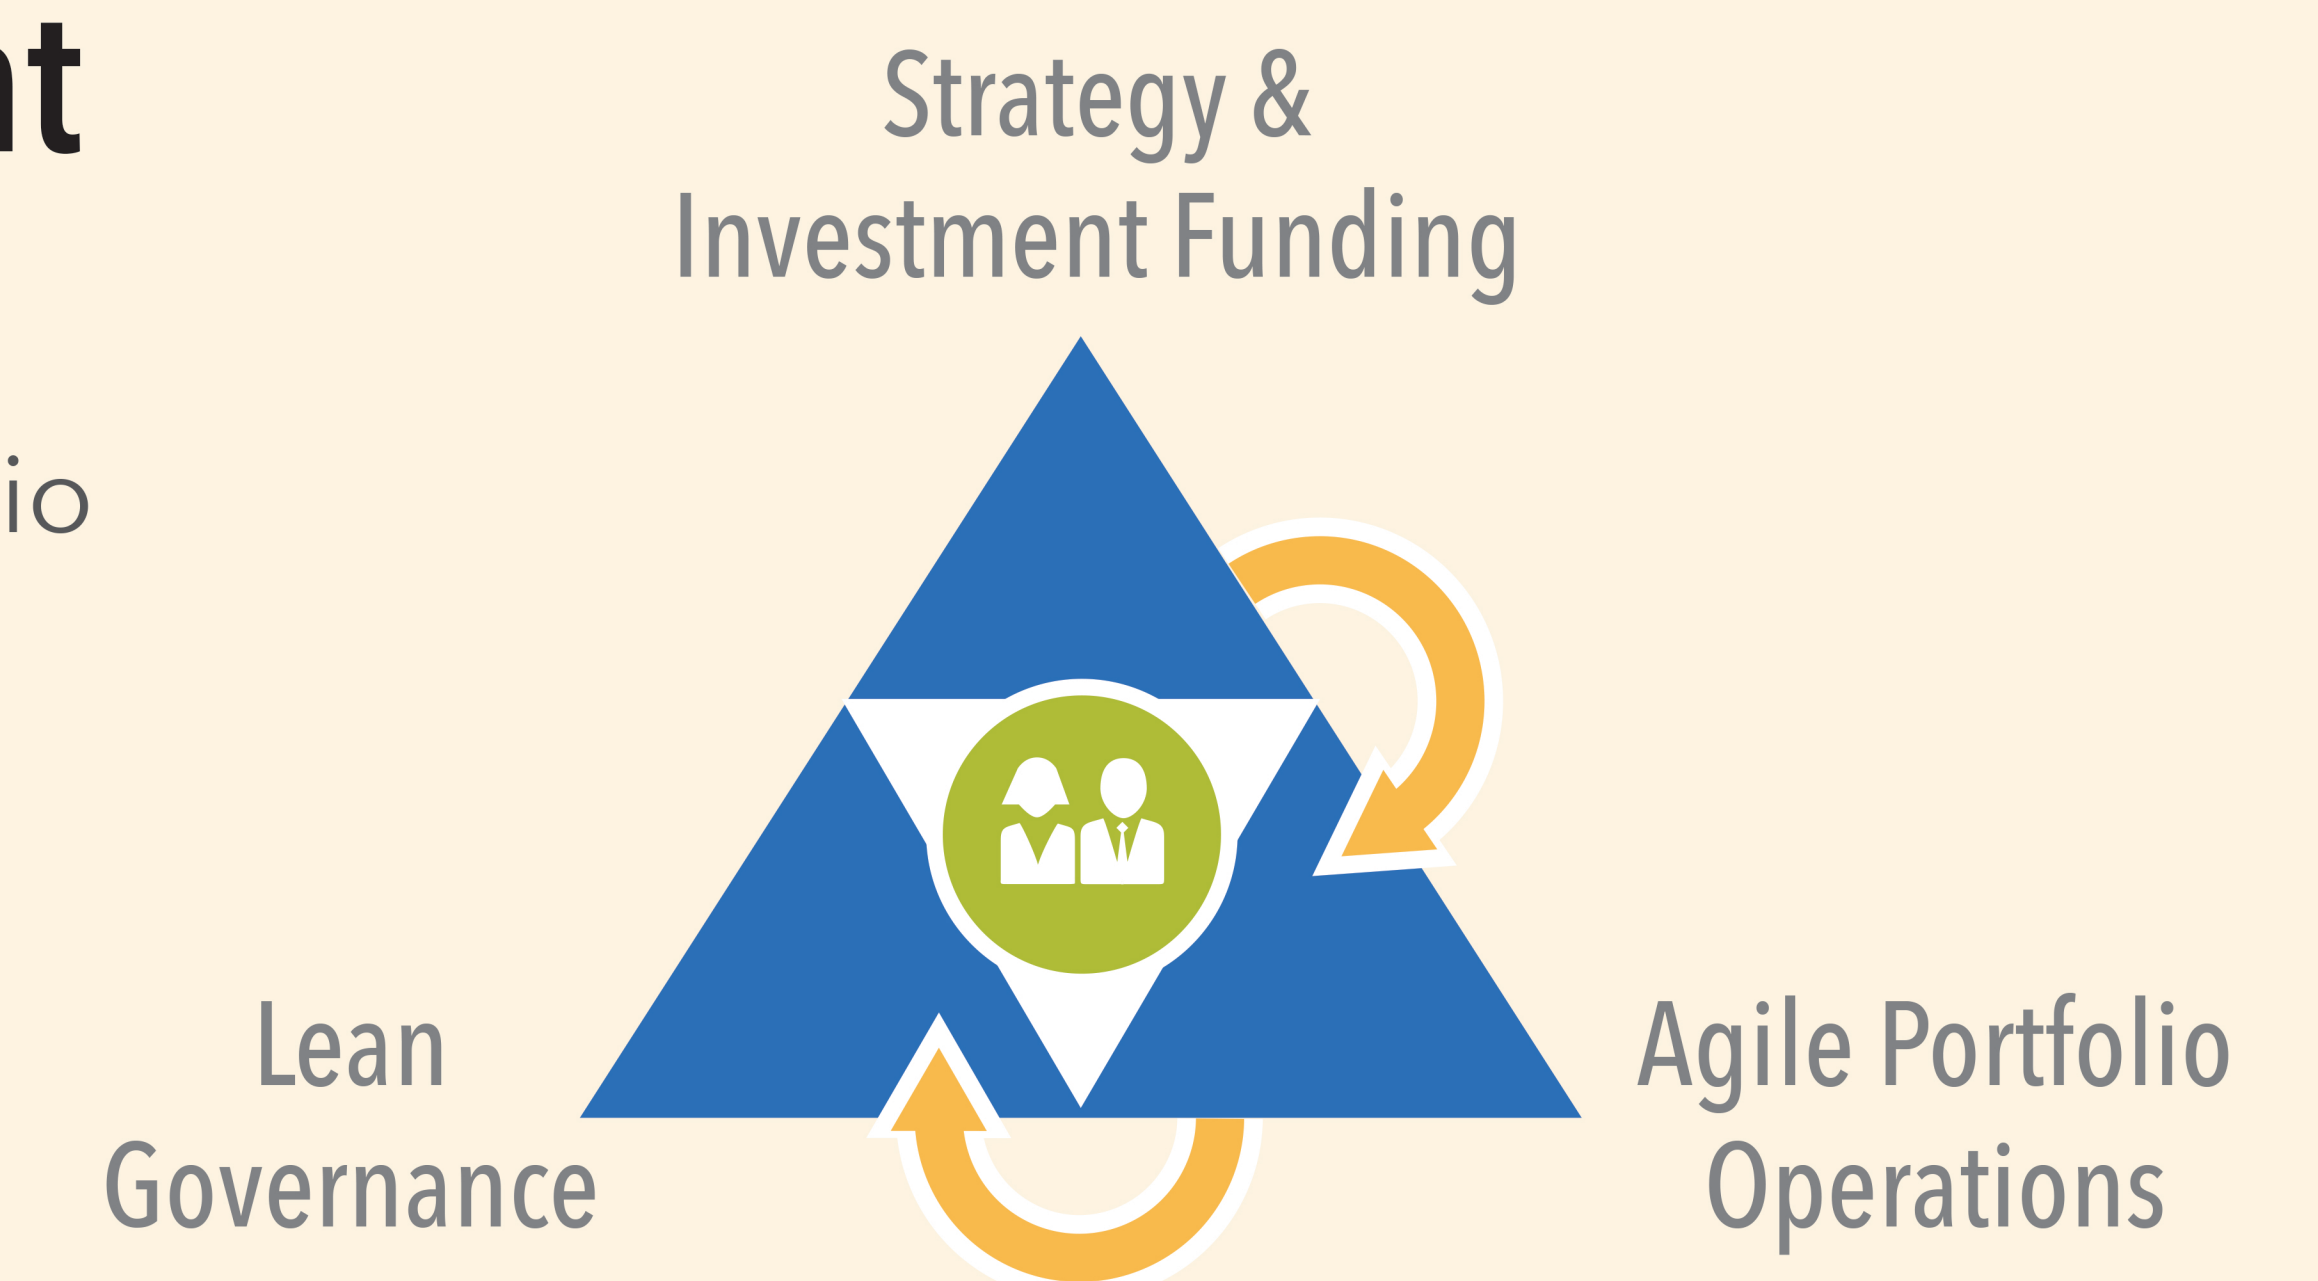 Strategy &
Investment Funding
Lean
Governance
Agile Portfolio
Operations